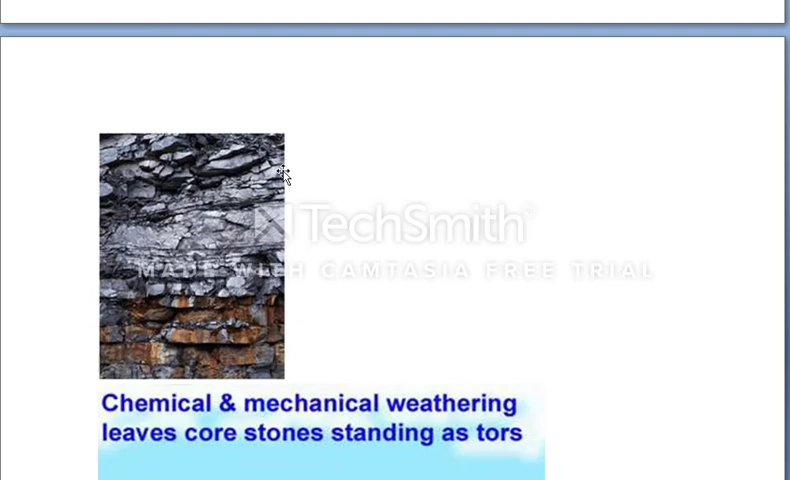 TechSmith
MADE WITH CAMTASIA FREE TRIAL
Chemical & mechanical weathering
leaves core stones standing as tors